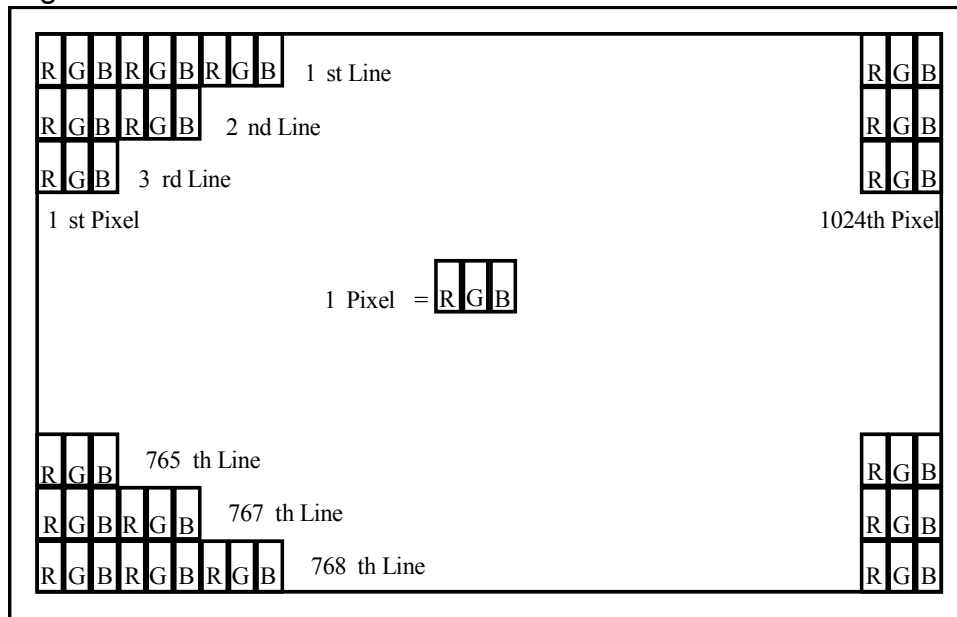 R G B R G B R G B 1 st Line R G B
R G B R G B 2 nd Line R G B
R G B 3 rd Line R G B
1 st Pixel 1024th Pixel
1 Pixel = R G B
R G B 765 th Line R G B
R G B R G B 767 th Line R G B
R G B R G B R G B 768 th Line R G B